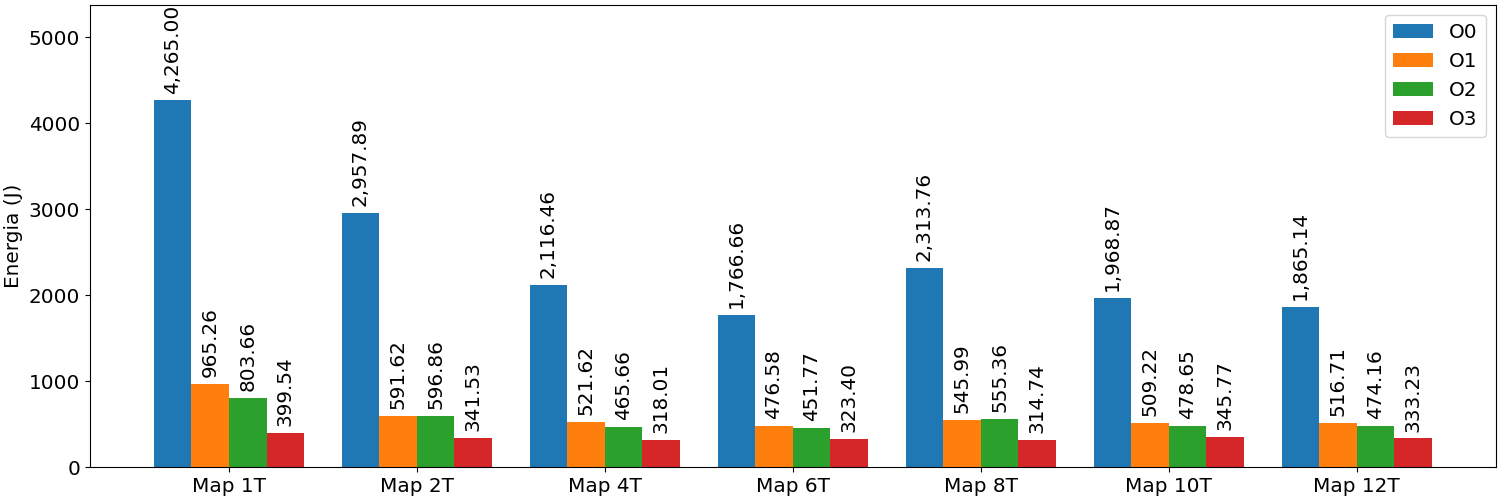 Energia (J)
5000
4000
3000
2000
1000
0
O0
O1
O2
O3
4,265.00
965.26
803.66
399.54
2,957.89
591.62
596.86
341.53
2,116.46
521.62
465.66
318.01
1,766.66
476.58
451.77
323.40
2,313.76
545.99
555.36
314.74
1,968.87
509.22
478.65
345.77
1,865.14
516.71
474.16
333.23
Map 1T
Map 2T
Map 4T
Map 6T
Map 8T
Map 10T
Map 12T